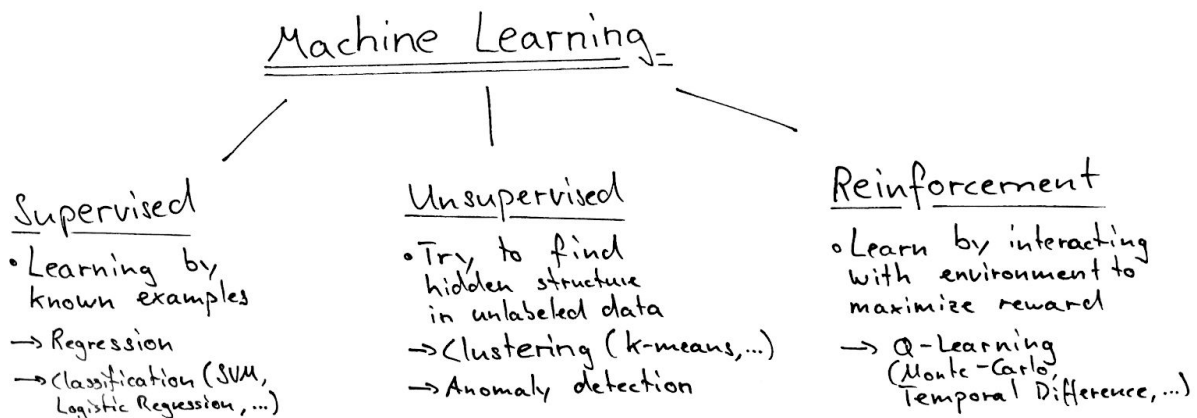 Machine Learning
Supervised
• Learning by
known examples
→ Regression
→ Classification (SVM,
Logistic Regression, ...)
Unsupervised
• Try to find
hidden structure
in unlabeled data
→ Clustering (k-means, ...)
→ Anomaly detection
Reinforcement
• Learn by interacting
with environment to
maximize reward
→ Q-Learning
(Monte-Carlo,
Temporal Difference, ...)